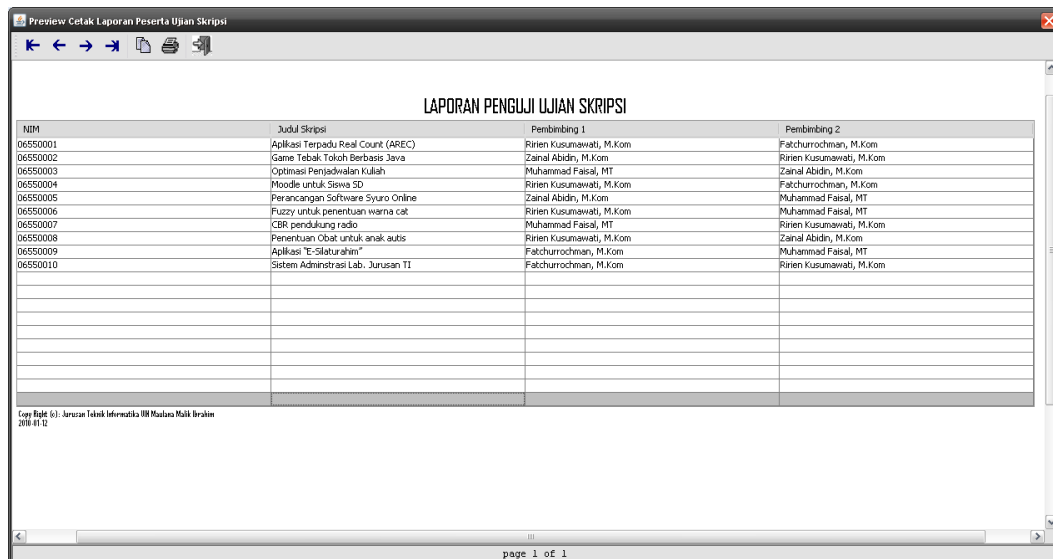 Preview Cetak Laporan Peserta Ujian Skripsi
LAPORAN PENGUJI UJIAN SKRIPSI
NIM Judul Skripsi Pembimbing 1 Pembimbing 2
06550001 Aplikasi Terpadu Real Count (AREC) Ririen Kusumawati, M.Kom Fatchurrochman, M.Kom
06550002 Game Tebak Tokoh Berbasis Java Zainal Abidin, M.Kom Ririen Kusumawati, M.Kom
06550003 Optimasi Penjadwalan Kuliah Muhammad Faisal, MT Zainal Abidin, M.Kom
06550004 Moodle untuk Siswa SD Ririen Kusumawati, M.Kom Fatchurrochman, M.Kom
06550005 Perancangan Software Syuro Online Zainal Abidin, M.Kom Muhammad Faisal, MT
06550006 Fuzzy untuk penentuan warna cat Ririen Kusumawati, M.Kom Muhammad Faisal, MT
06550007 CBR pendukung radio Muhammad Faisal, MT Ririen Kusumawati, M.Kom
06550008 Penentuan Obat untuk anak autis Ririen Kusumawati, M.Kom Zainal Abidin, M.Kom
06550009 Aplikasi "E-Silaturahim" Fatchurrochman, M.Kom Muhammad Faisal, MT
06550010 Sistem Adminstrasi Lab. Jurusan TI Fatchurrochman, M.Kom Ririen Kusumawati, M.Kom
Copy Right (c): Jurusan Teknik Informatika UIN Maulana Malik Ibrahim
2010-01-12
page 1 of 1